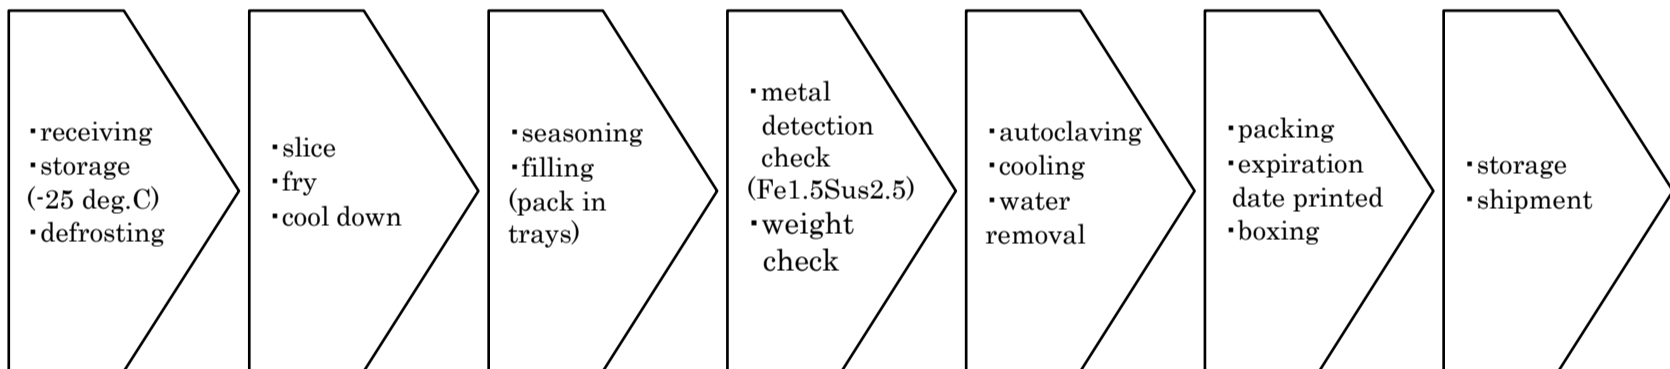 ・receiving
・storage
(-25 deg.C)
・defrosting
・slice
・fry
・cool down
・seasoning
・filling
(pack in
trays)
・metal
detection
check
(Fe1.5Sus2.5)
・weight
check
・autoclaving
・cooling
・water
removal
・packing
・expiration
date printed
・boxing
・storage
・shipment